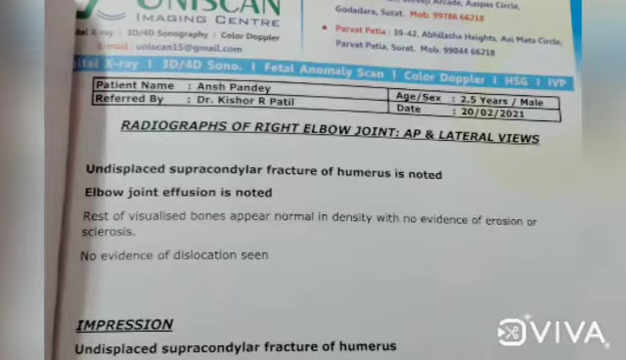 UNISCAN
IMAGING CENTRE
X-ray | 3D/4D Sonography | Color Doppler
E-mail : uniscan15@gmail.com
Arcade, Aaspas Circle,
Godadara, Surat. Mob. 99786 66218
• Parvat Patia : 39-42, Abhilasha Heights, Aai Mata Circle,
Parvat Patia, Surat. Mob. 99044 66218
ital X-ray | 3D/4D Sono. | Fetal Anomaly Scan | Color Doppler | HSG | IVP
Patient Name : Ansh Pandey
Age/Sex : 2.5 Years / Male
Referred By : Dr. Kishor R Patil
Date : 20/02/2021
RADIOGRAPHS OF RIGHT ELBOW JOINT: AP & LATERAL VIEWS
Undisplaced supracondylar fracture of humerus is noted
Elbow joint effusion is noted
Rest of visualised bones appear normal in density with no evidence of erosion or
sclerosis.
No evidence of dislocation seen
IMPRESSION
Undisplaced supracondylar fracture of humerus
VIVA